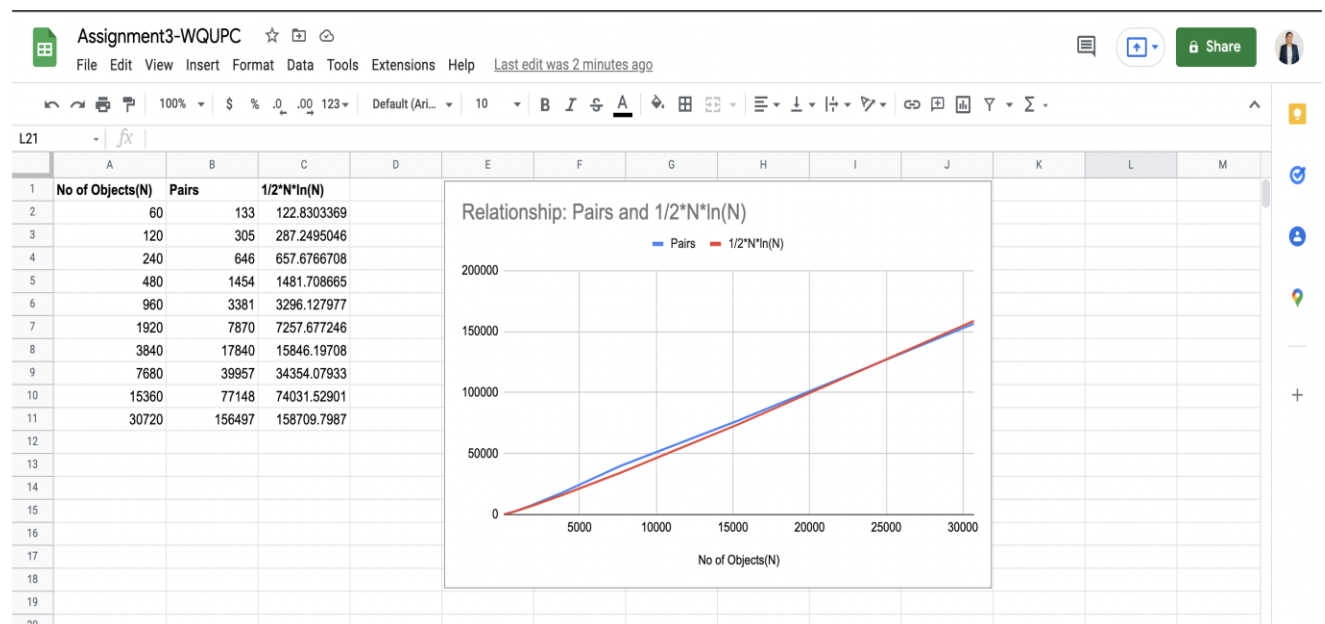 Assignment3-WQUPC
File Edit View Insert Format Data Tools Extensions Help Last edit was 2 minutes ago
Share
100% $ % .0 .00 123 Default (Ari... 10 B I S A Σ
L21 fx
A B C D E F G H I J K L M
1 No of Objects(N) Pairs 1/2*N*ln(N)
2 60 133 122.8303369
3 120 305 287.2495046
4 240 646 657.6766708
5 480 1454 1481.708665
6 960 3381 3296.127977
7 1920 7870 7257.677246
8 3840 17840 15846.19708
9 7680 39957 34354.07933
10 15360 77148 74031.52901
11 30720 156497 158709.7987
12
13
14
15
16
17
18
19
20
Relationship: Pairs and 1/2*N*ln(N)
Pairs 1/2*N*ln(N)
200000
150000
100000
50000
0
5000 10000 15000 20000 25000 30000
No of Objects(N)